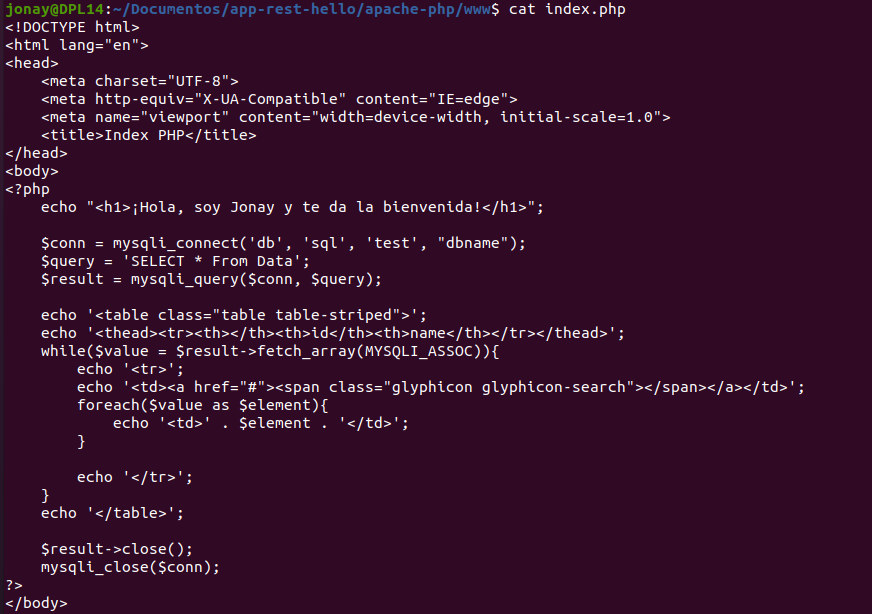 jonay@DPL14:~/Documentos/app-rest-hello/apache-php/www$ cat index.php
<!DOCTYPE html>
<html lang="en">
<head>
    <meta charset="UTF-8">
    <meta http-equiv="X-UA-Compatible" content="IE=edge">
    <meta name="viewport" content="width=device-width, initial-scale=1.0">
    <title>Index PHP</title>
</head>
<body>
<?php
    echo "<h1>¡Hola, soy Jonay y te da la bienvenida!</h1>";

    $conn = mysqli_connect('db', 'sql', 'test', "dbname");
    $query = 'SELECT * From Data';
    $result = mysqli_query($conn, $query);

    echo '<table class="table table-striped">';
    echo '<thead><tr><th></th><th>id</th><th>name</th></tr></thead>';
    while($value = $result->fetch_array(MYSQLI_ASSOC)){
        echo '<tr>';
        echo '<td><a href="#"><span class="glyphicon glyphicon-search"></span></a></td>';
        foreach($value as $element){
            echo '<td>' . $element . '</td>';
        }

        echo '</tr>';
    }
    echo '</table>';

    $result->close();
    mysqli_close($conn);
?>
</body>